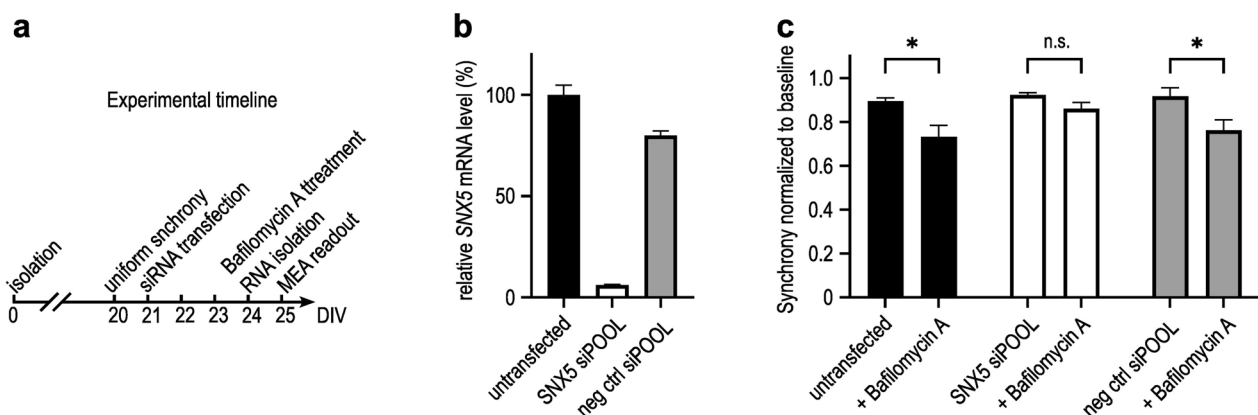 a
Experimental timeline
isolation
uniform snchrony
siRNA transfection
Bafilomycin A ttreatment
RNA isolation
MEA readout
0 20 21 22 23 24 25 DIV
b
relative SNX5 mRNA level (%)
100
50
0
untransfected
SNX5 siPOOL
neg ctrl siPOOL
c
Synchrony normalized to baseline
* n.s. *
1.0
0.8
0.6
0.4
0.2
0
untransfected
+ Bafilomycin A
SNX5 siPOOL
+ Bafilomycin A
neg ctrl siPOOL
+ Bafilomycin A